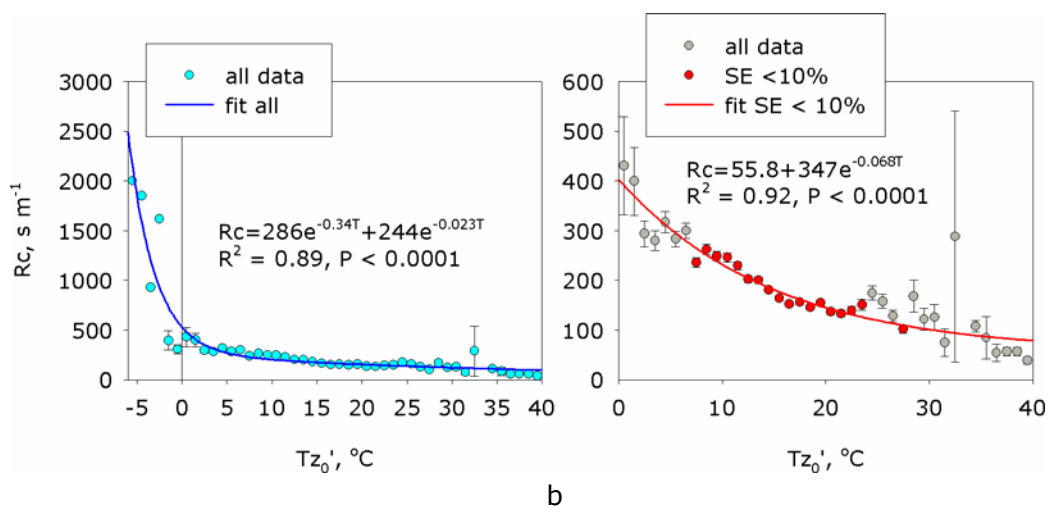 all data
fit all
3000
2500
2000
1500
1000
500
0
Rc, s m⁻¹
Rc=286e^-0.34T+244e^-0.023T
R² = 0.89, P < 0.0001
-5 0 5 10 15 20 25 30 35 40
Tz₀', °C
all data
SE <10%
fit SE < 10%
600
500
400
300
200
100
0
Rc=55.8+347e^-0.068T
R² = 0.92, P < 0.0001
0 10 20 30 40
Tz₀', °C
b